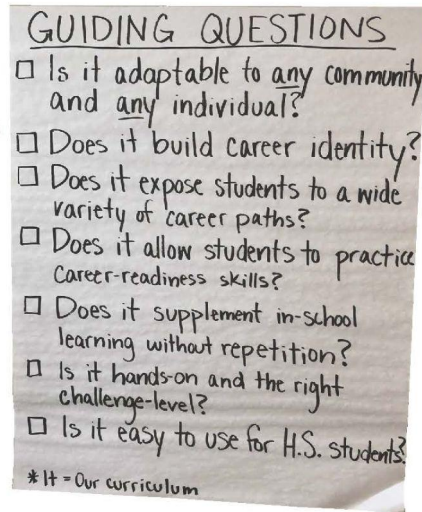 GUIDING QUESTIONS
□ Is it adaptable to any community
and any individual?
□ Does it build career identity?
□ Does it expose students to a wide
variety of career paths?
□ Does it allow students to practice
career-readiness skills?
□ Does it supplement in-school
learning without repetition?
□ Is it hands-on and the right
challenge-level?
□ Is it easy to use for H.S. students?
* It = Our curriculum